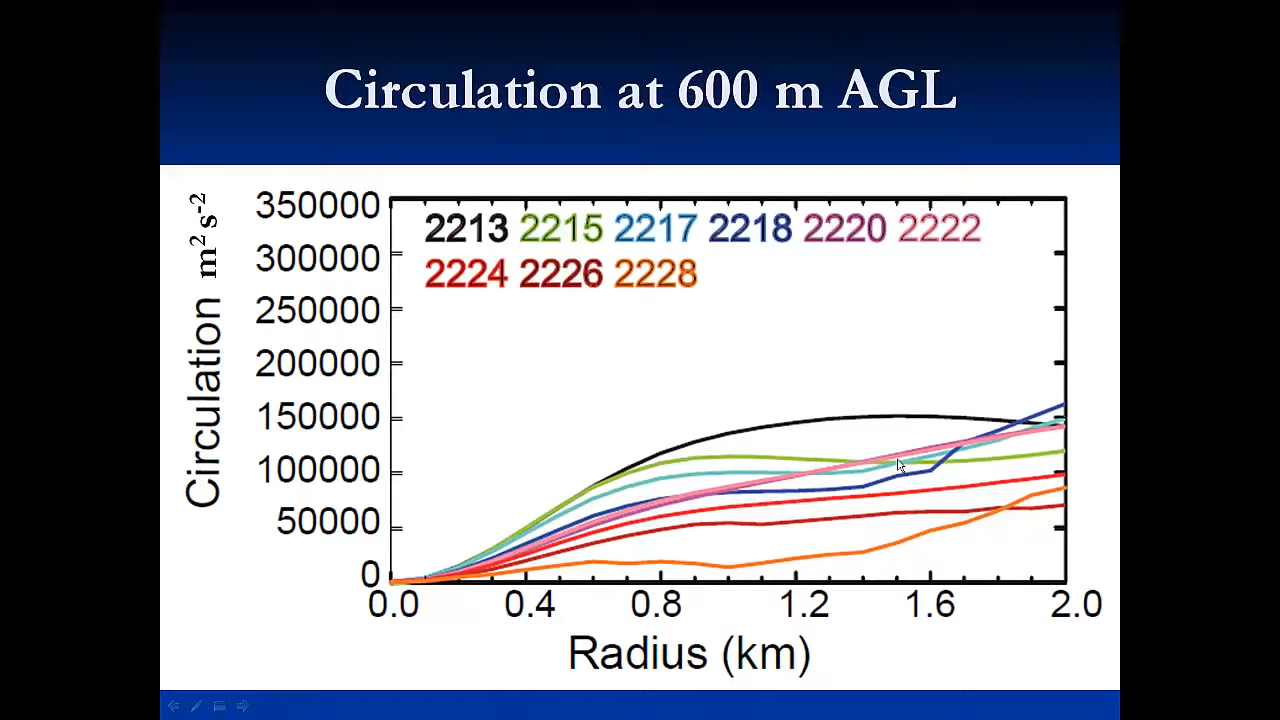 Circulation at 600 m AGL
Circulation m² s⁻²
350000
300000
250000
200000
150000
100000
50000
0
2213 2215 2217 2218 2220 2222
2224 2226 2228
0.0 0.4 0.8 1.2 1.6 2.0
Radius (km)